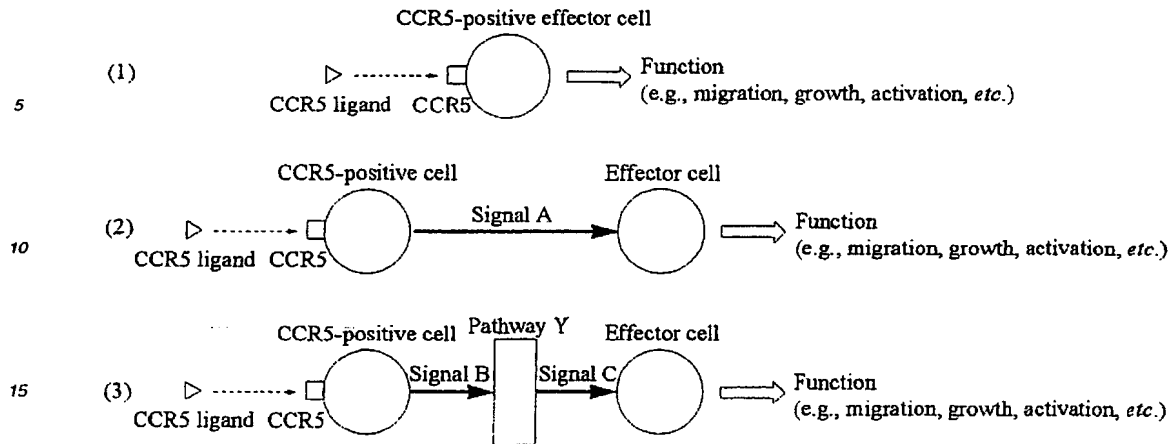 CCR5-positive effector cell
5
(1)
CCR5 ligand
CCR5
Function
(e.g., migration, growth, activation, etc.)
CCR5-positive cell
Effector cell
10
(2)
Signal A
CCR5 ligand
CCR5
Function
(e.g., migration, growth, activation, etc.)
CCR5-positive cell
Pathway Y
Effector cell
15
(3)
Signal B
Signal C
CCR5 ligand
CCR5
Function
(e.g., migration, growth, activation, etc.)